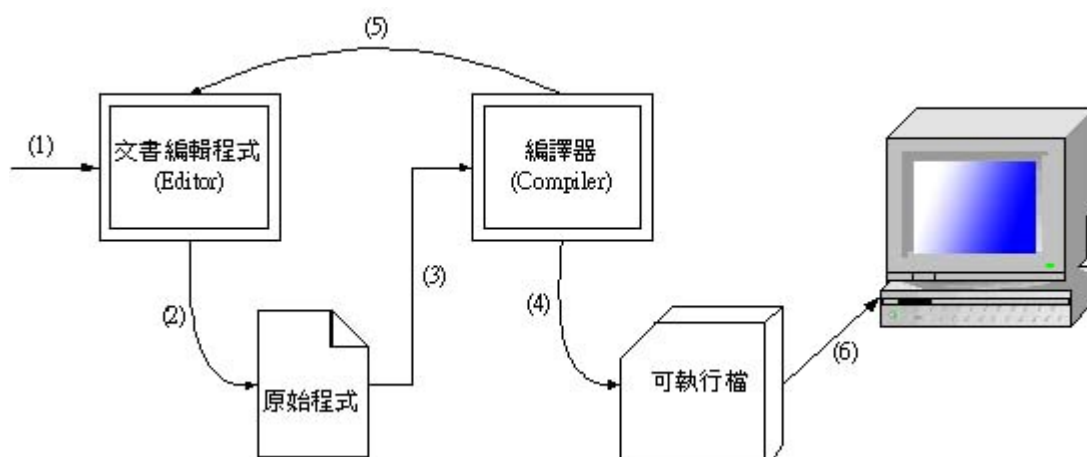 (5)
(1)
文書編輯程式
(Editor)
編譯器
(Compiler)
(2)
(3)
(4)
(6)
原始程式
可執行檔